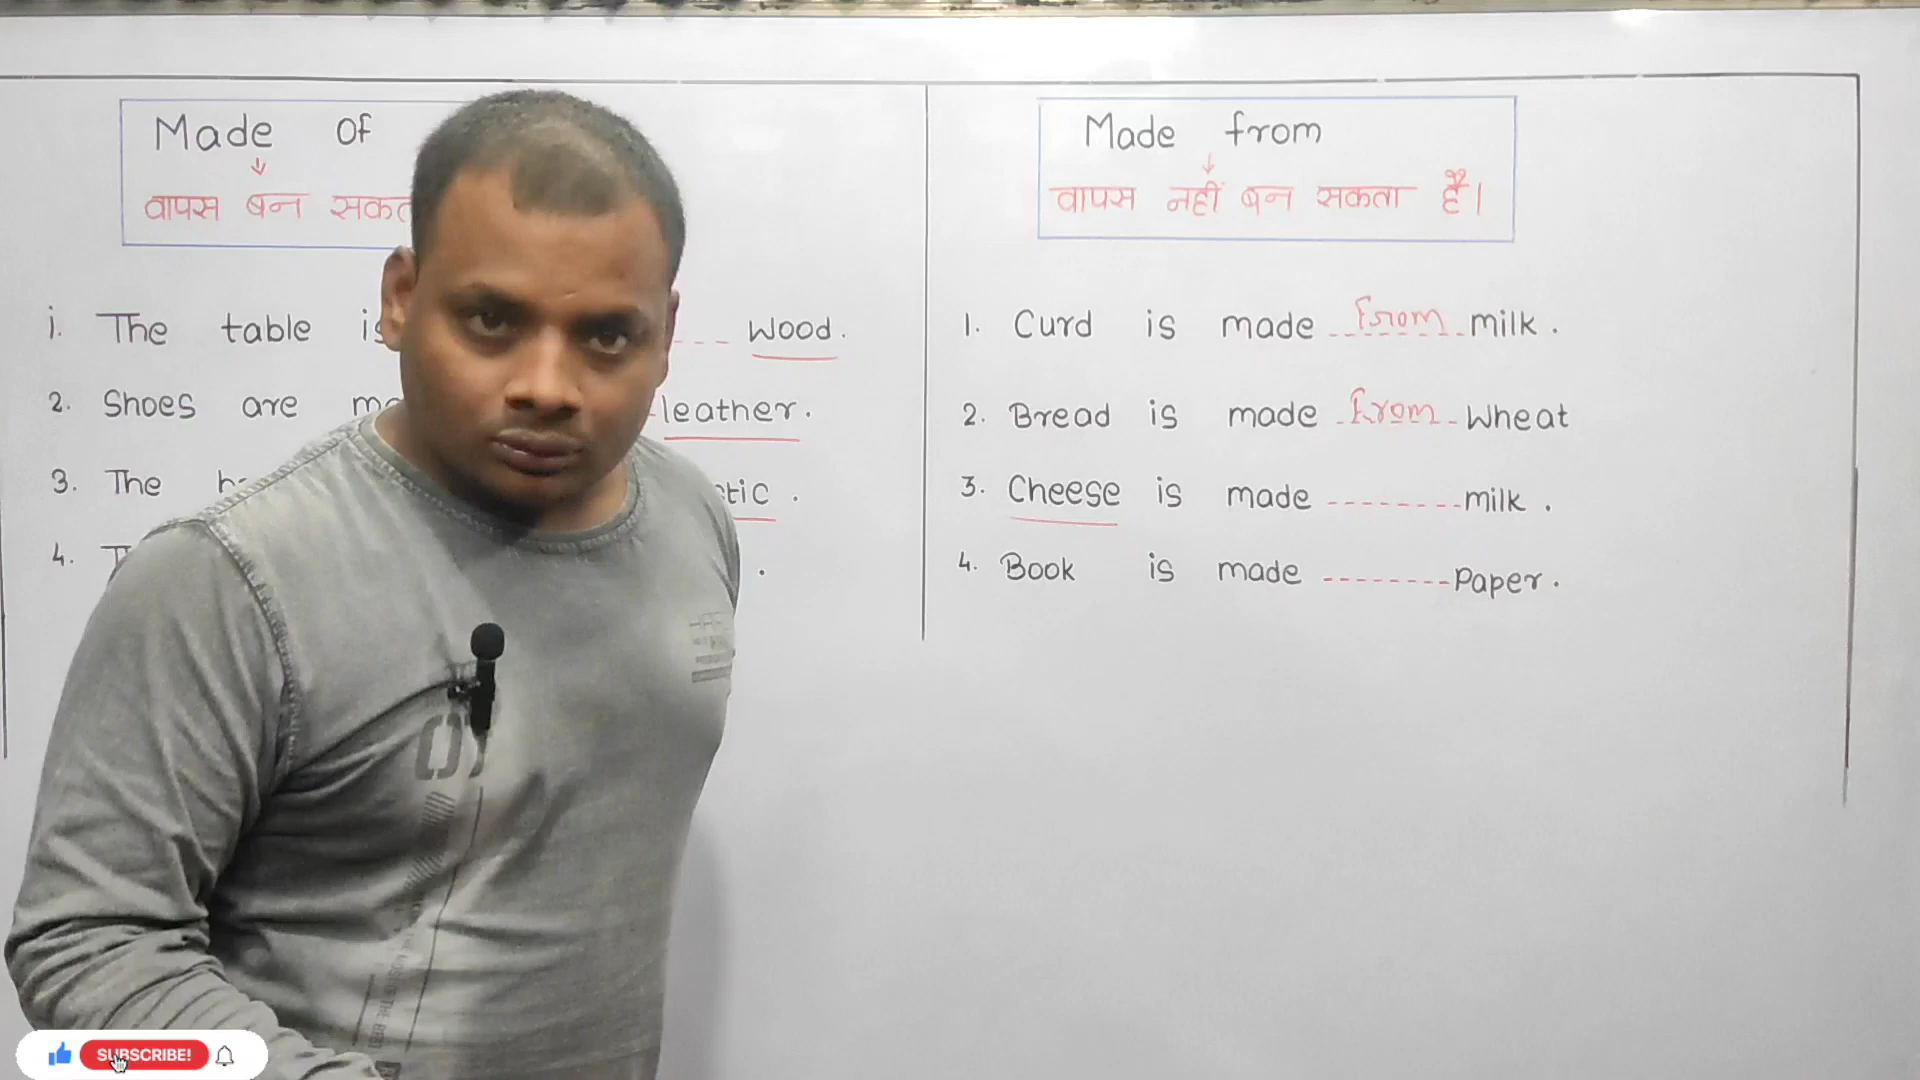 Made Of
वापस बन
1. The table is wood.
2. Shoes are leather.
3. The
4.
Made from
वापस नहीं बन सकता है।
1. Curd is made from milk.
2. Bread is made from Wheat
3. Cheese is made -------- milk.
4. Book is made -------- Paper.
SUBSCRIBE!